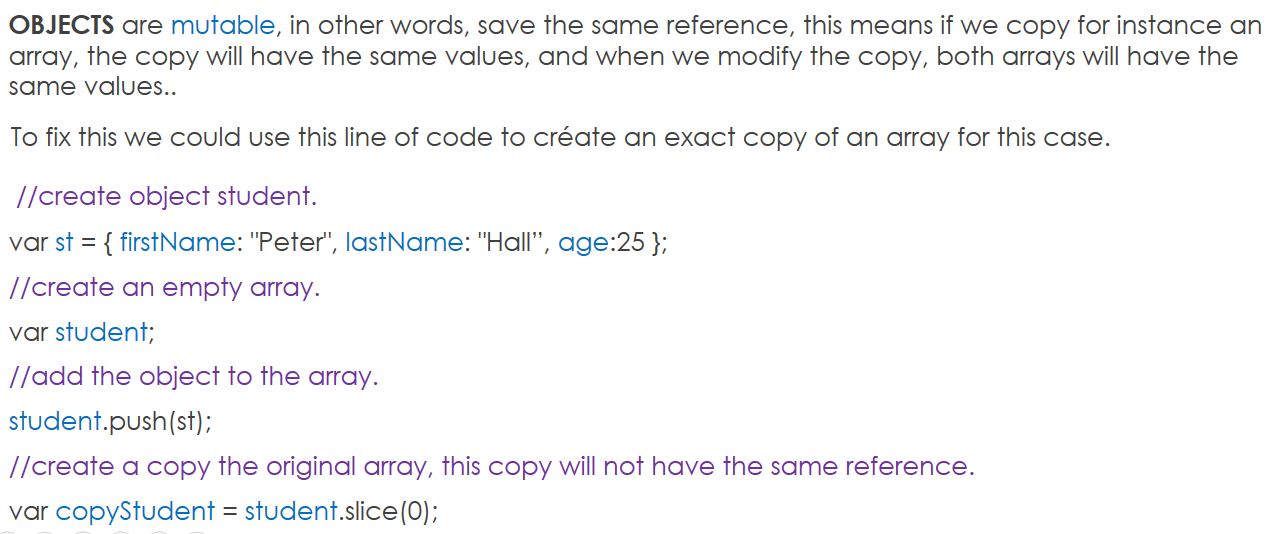 OBJECTS are mutable, in other words, save the same reference, this means if we copy for instance an
array, the copy will have the same values, and when we modify the copy, both arrays will have the
same values..
To fix this we could use this line of code to créate an exact copy of an array for this case.
//create object student.
var st = { firstName: "Peter", lastName: "Hall”, age:25 };
//create an empty array.
var student;
//add the object to the array.
student.push(st);
//create a copy the original array, this copy will not have the same reference.
var copyStudent = student.slice(0);